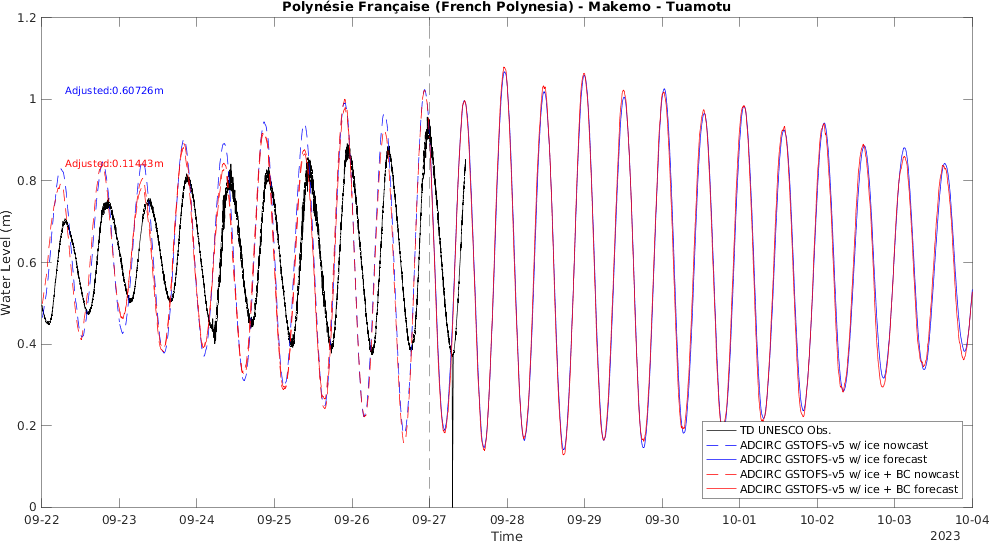 Polynésie Française (French Polynesia) - Makemo - Tuamotu
1.2
1
0.8
0.6
0.4
0.2
0
Water Level (m)
Adjusted:0.60726m
Adjusted:0.11443m
TD UNESCO Obs.
ADCIRC GSTOFS-v5 w/ ice nowcast
ADCIRC GSTOFS-v5 w/ ice forecast
ADCIRC GSTOFS-v5 w/ ice + BC nowcast
ADCIRC GSTOFS-v5 w/ ice + BC forecast
09-22 09-23 09-24 09-25 09-26 09-27 09-28 09-29 09-30 10-01 10-02 10-03 10-04
Time
2023